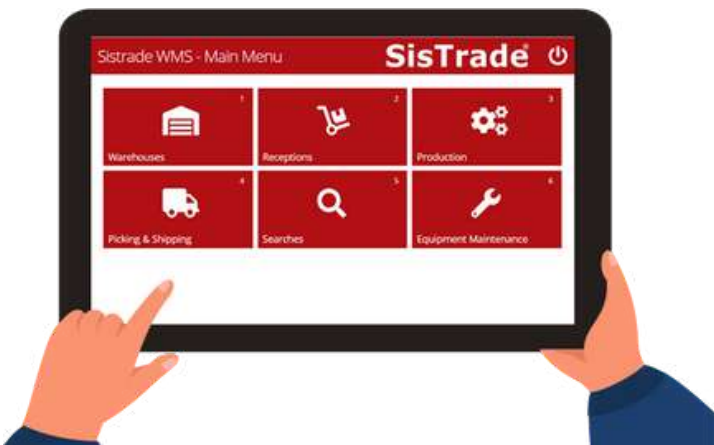 Sistrade WMS - Main Menu
SisTrade®
1
Warehouses
2
Receptions
3
Production
4
Picking & Shipping
5
Searches
6
Equipment Maintenance